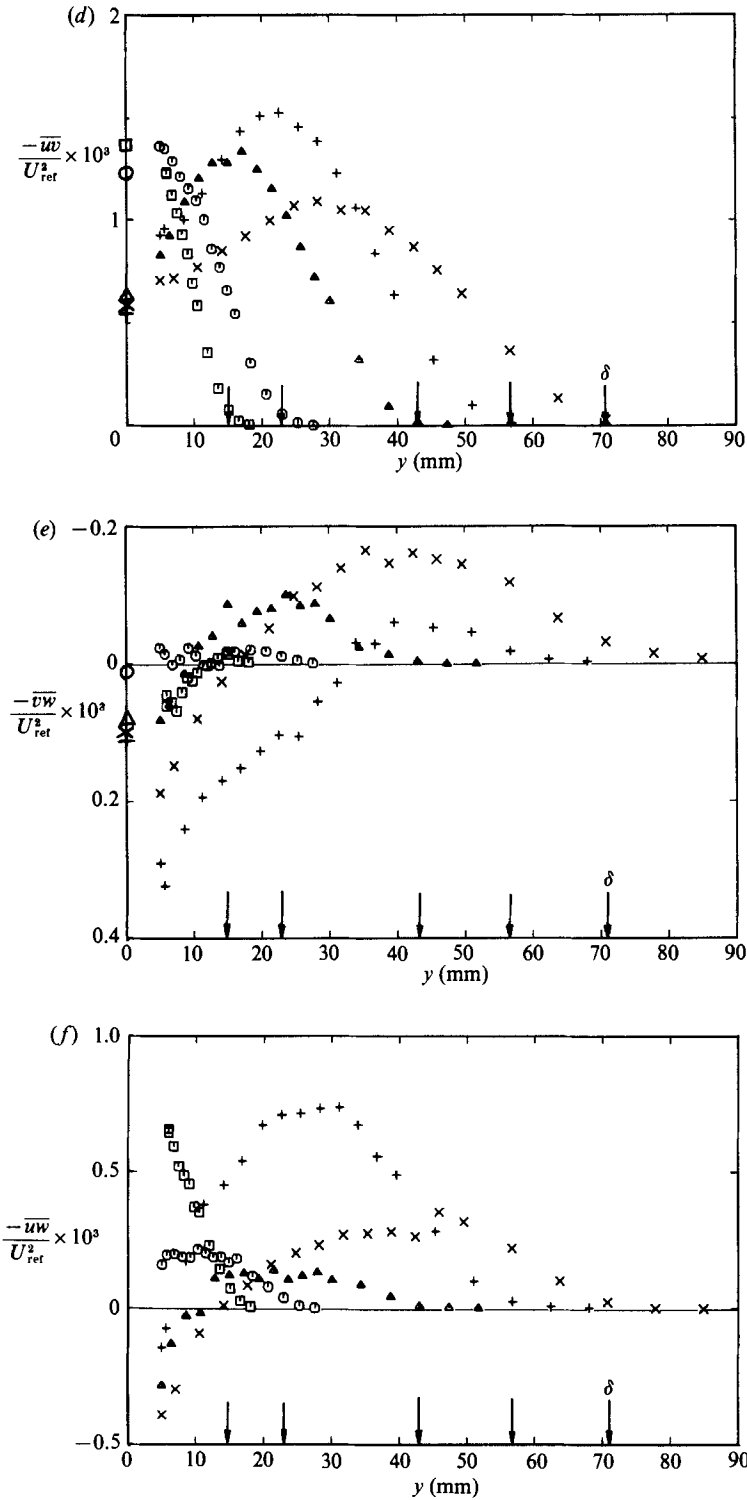 (d)
2
1
0
-uv/U²ref × 10³
δ
0 10 20 30 40 50 60 70 80 90
y (mm)
(e)
−0.2
0
0.2
0.4
-vw/U²ref × 10³
δ
0 10 20 30 40 50 60 70 80 90
y (mm)
(f)
1.0
0.5
0
−0.5
-uw/U²ref × 10³
δ
0 10 20 30 40 50 60 70 80 90
y (mm)